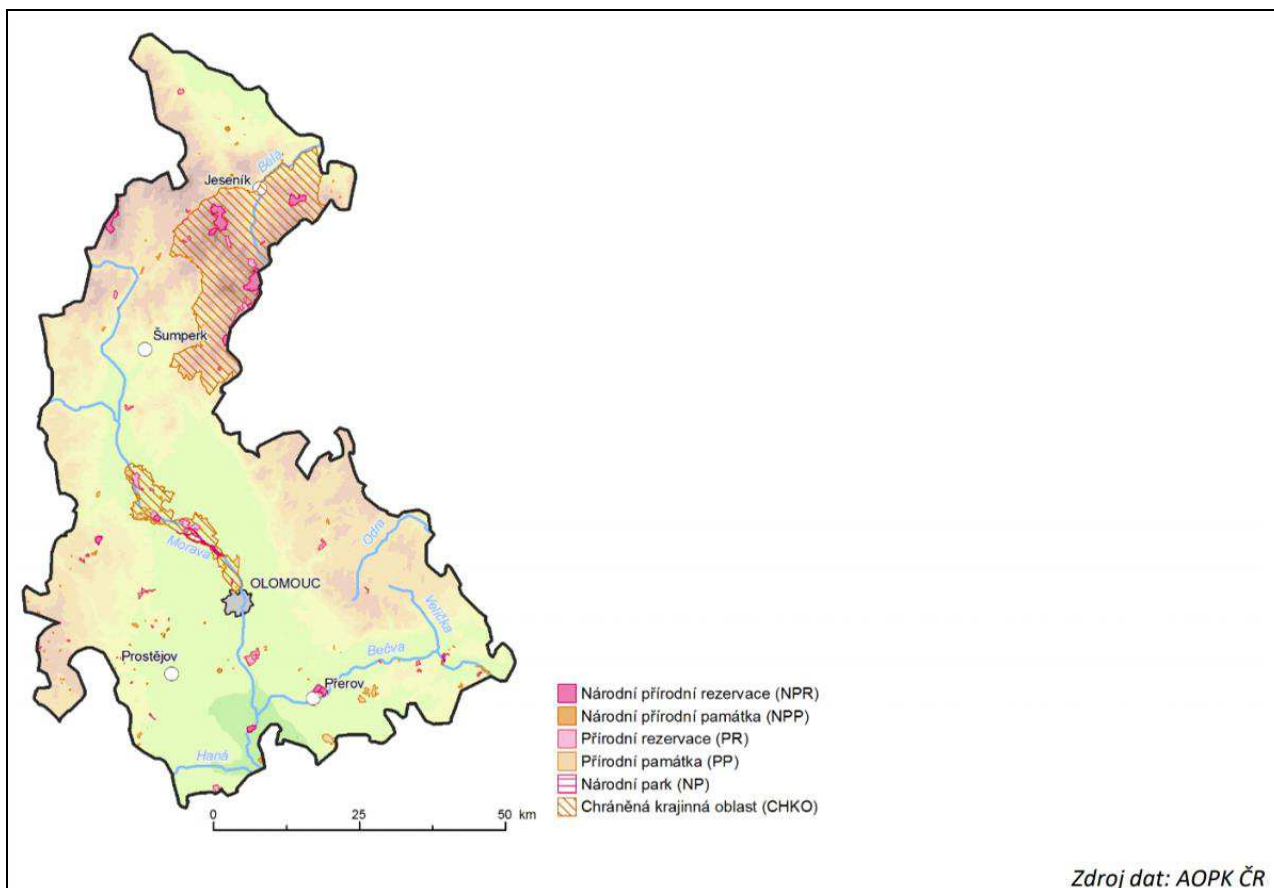 Bělá
Jeseník
Šumperk
Morava
Odra
OLOMOUC
Velička
Prostějov
Bečva
Přerov
Haná
Národní přírodní rezervace (NPR)
Národní přírodní památka (NPP)
Přírodní rezervace (PR)
Přírodní památka (PP)
Národní park (NP)
Chráněná krajinná oblast (CHKO)
0 25 50 km
Zdroj dat: AOPK ČR